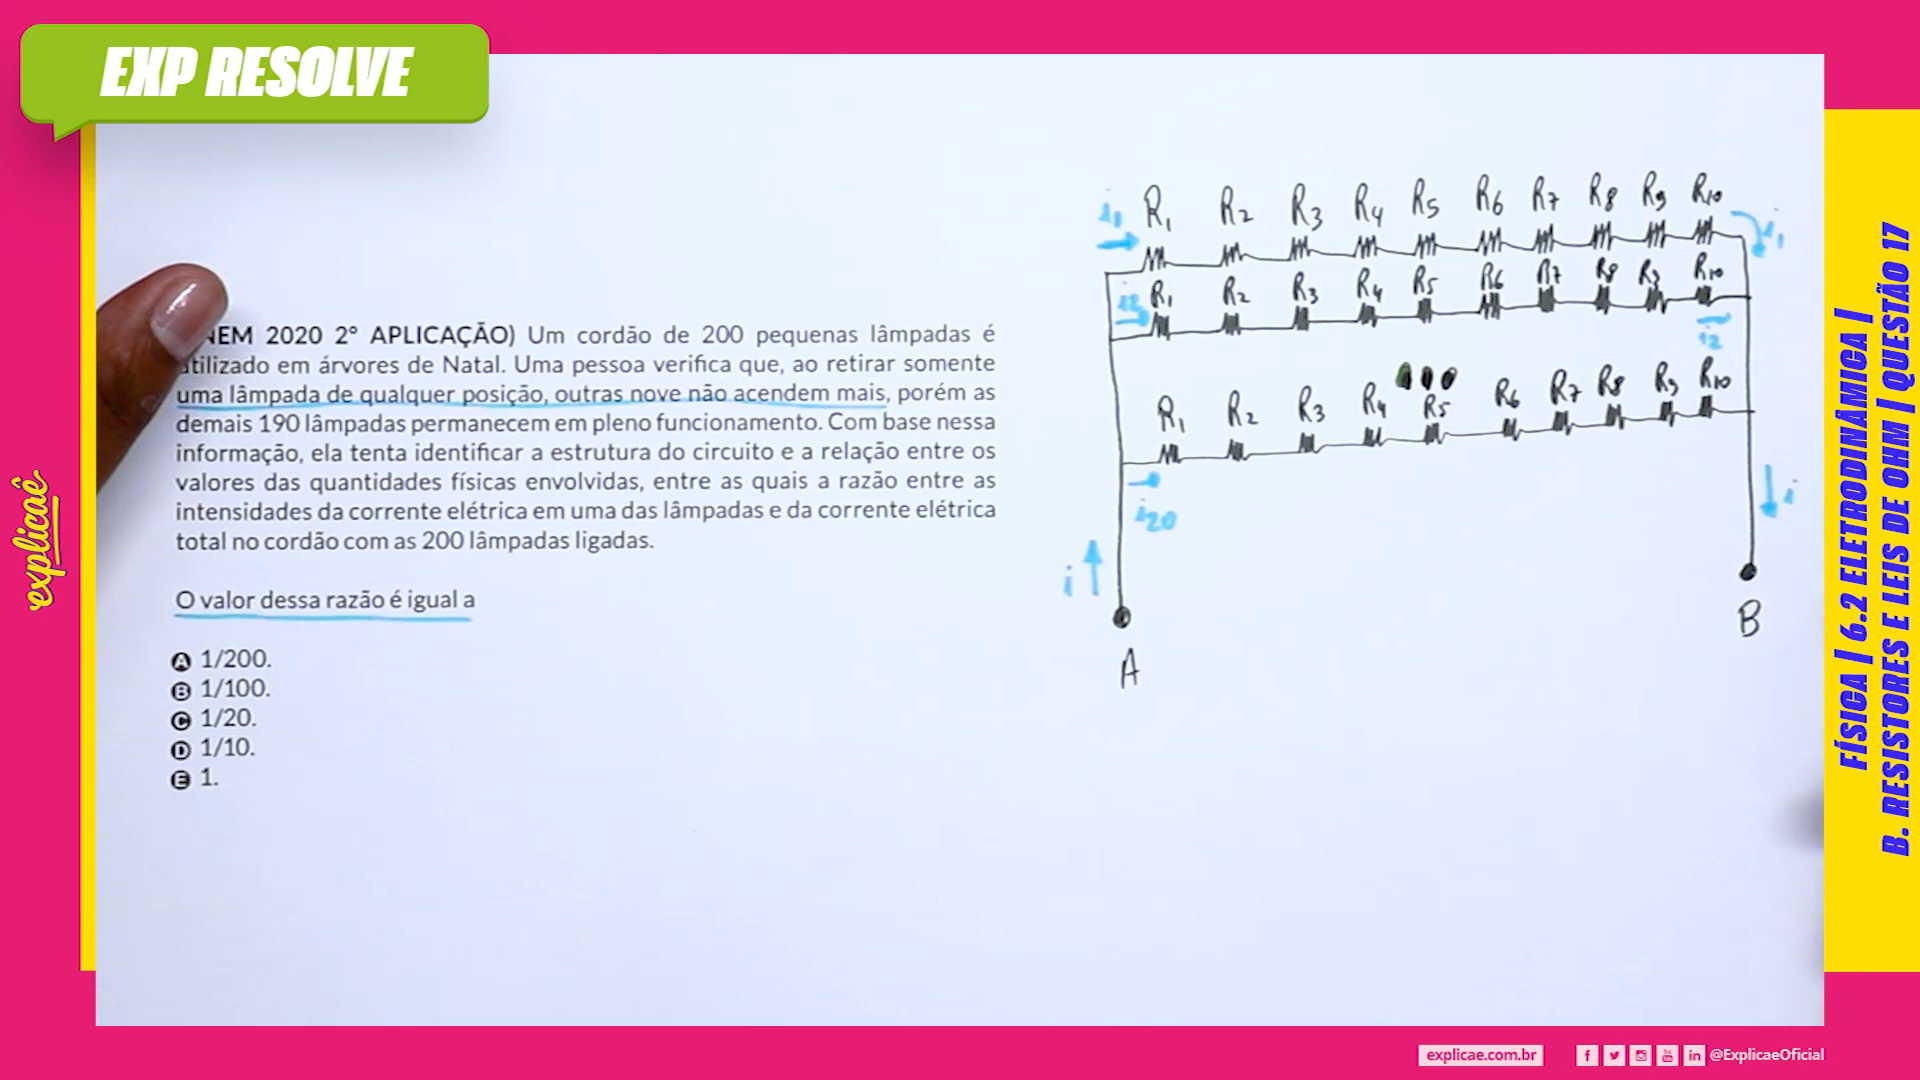 EXP RESOLVE
NEM 2020 2° APLICAÇÃO) Um cordão de 200 pequenas lâmpadas é
utilizado em árvores de Natal. Uma pessoa verifica que, ao retirar somente
uma lâmpada de qualquer posição, outras nove não acendem mais, porém as
demais 190 lâmpadas permanecem em pleno funcionamento. Com base nessa
informação, ela tenta identificar a estrutura do circuito e a relação entre os
valores das quantidades físicas envolvidas, entre as quais a razão entre as
intensidades da corrente elétrica em uma das lâmpadas e da corrente elétrica
total no cordão com as 200 lâmpadas ligadas.
O valor dessa razão é igual a
A 1/200.
B 1/100.
C 1/20.
D 1/10.
E 1.
i1 R1 R2 R3 R4 R5 R6 R7 R8 R9 R10 i1
i2 R1 R2 R3 R4 R5 R6 R7 R8 R9 R10
i2
R1 R2 R3 R4 R5 R6 R7 R8 R9 R10
i20
i
i
A
B
explicaê
FÍSICA | 6.2 ELETRODINÂMICA |
B. RESISTORES E LEIS DE OHM | QUESTÃO 17
explicae.com.br
@ExplicaeOficial